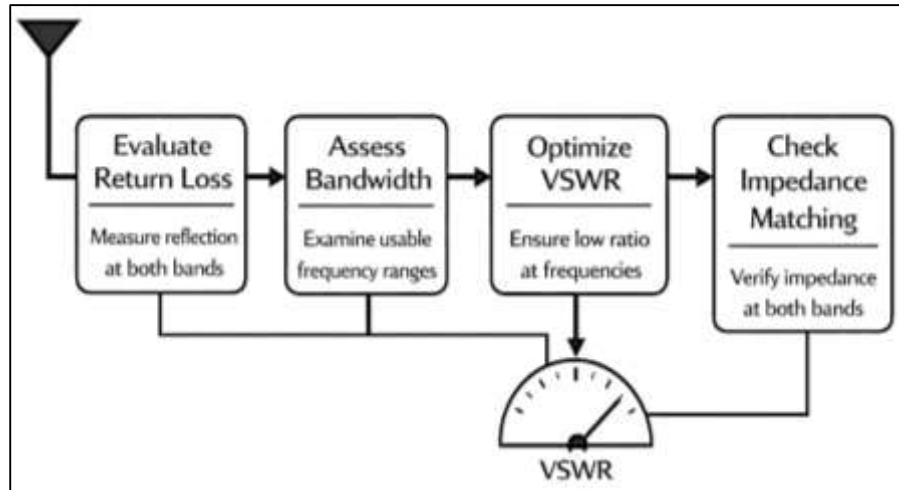 Evaluate
Return Loss
Measure reflection
at both bands
Assess
Bandwidth
Examine usable
frequency ranges
Optimize
VSWR
Ensure low ratio
at frequencies
Check
Impedance
Matching
Verify impedance
at both bands
VSWR